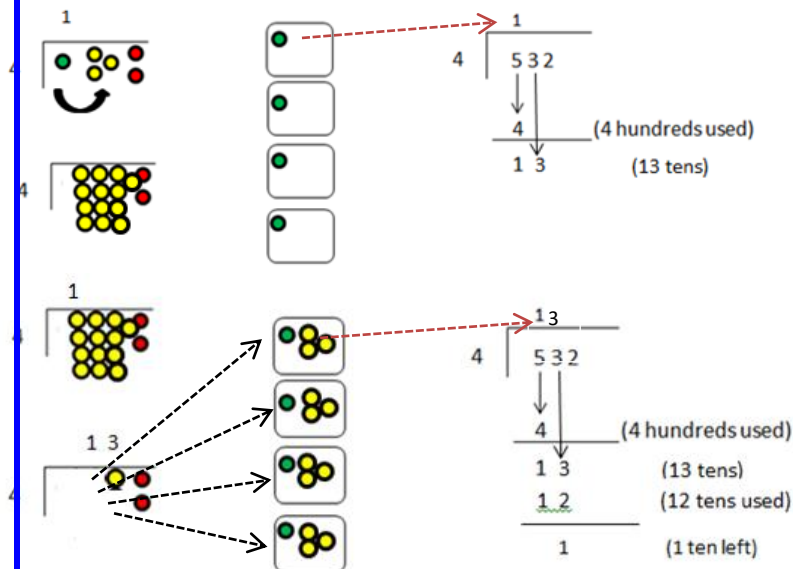 1
4
1
4
5 3 2
4
(4 hundreds used)
1 3
(13 tens)
4
1
4
1 3
4
5 3 2
4
(4 hundreds used)
1 3
1 3
(13 tens)
4
1 2
(12 tens used)
1
(1 ten left)